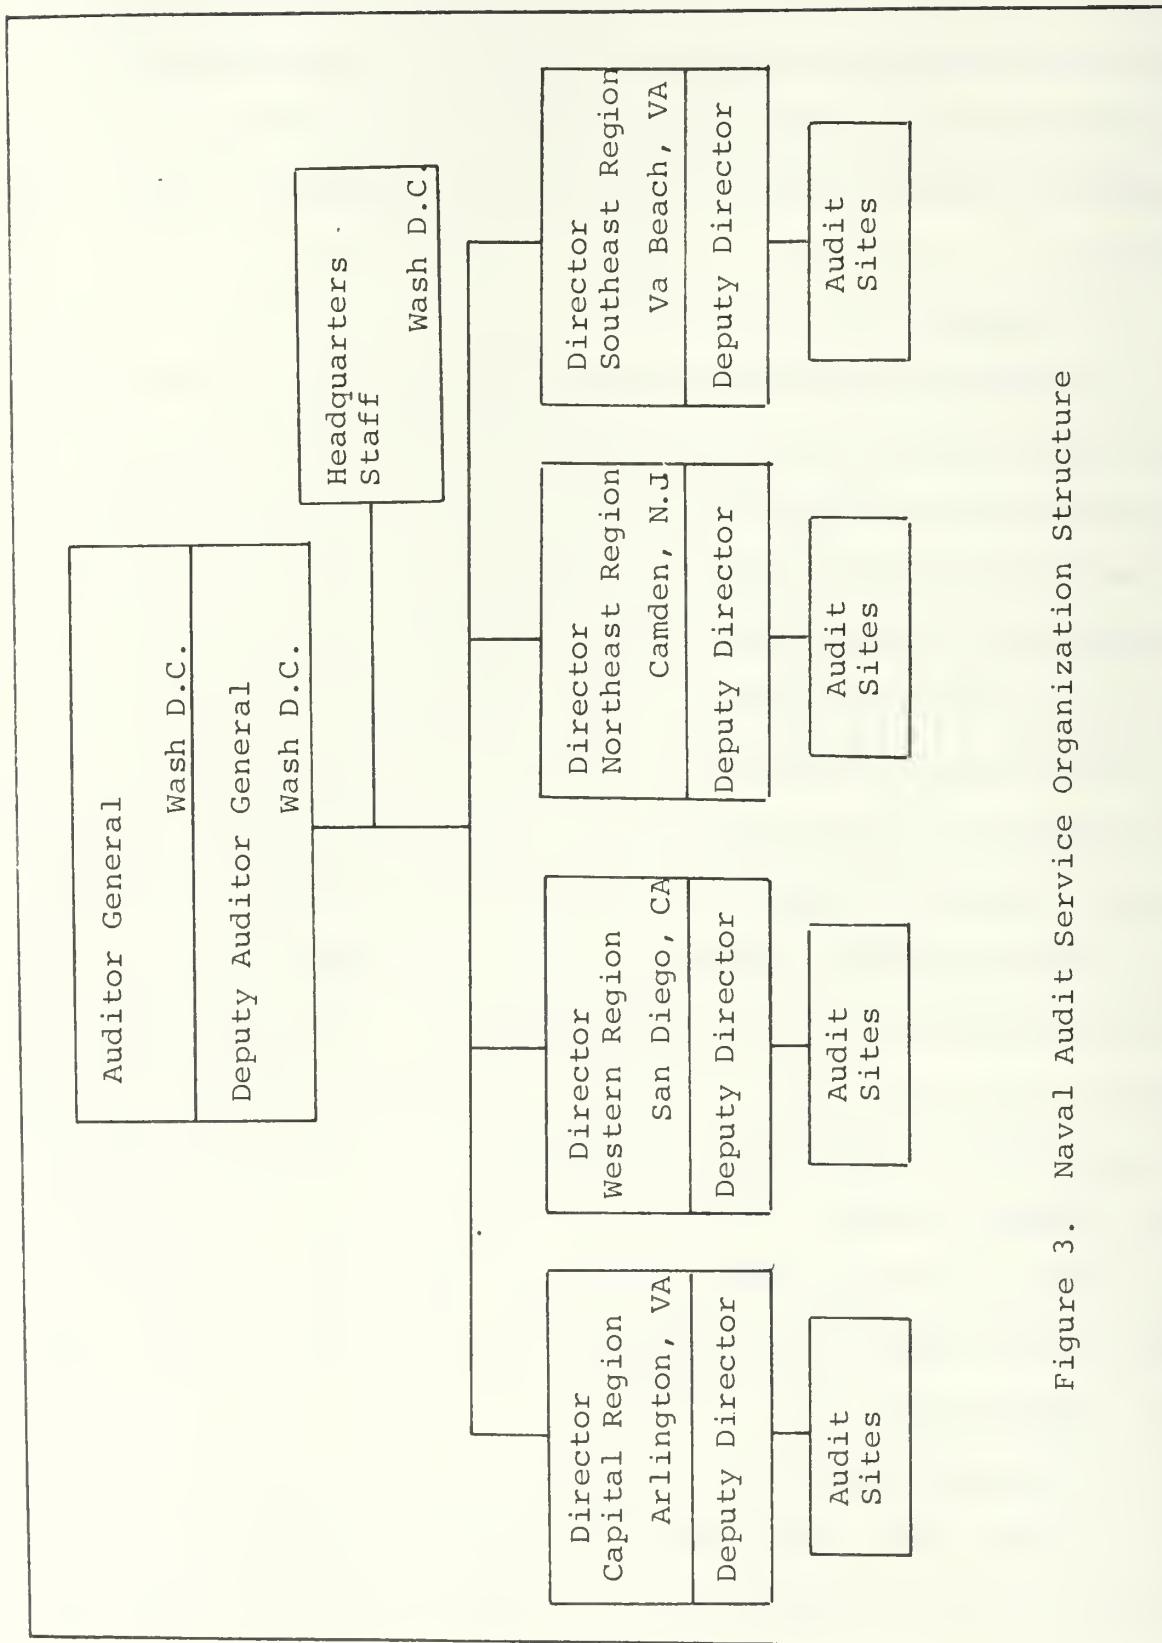 Auditor General
Wash D.C.
Deputy Auditor General
Wash D.C.
Headquarters
Staff
Wash D.C.
Director
Capital Region
Arlington, VA
Deputy Director
Audit
Sites
Director
Western Region
San Diego, CA
Deputy Director
Audit
Sites
Director
Northeast Region
Camden, N.J
Deputy Director
Audit
Sites
Director
Southeast Region
Va Beach, VA
Deputy Director
Audit
Sites
Figure 3. Naval Audit Service Organization Structure